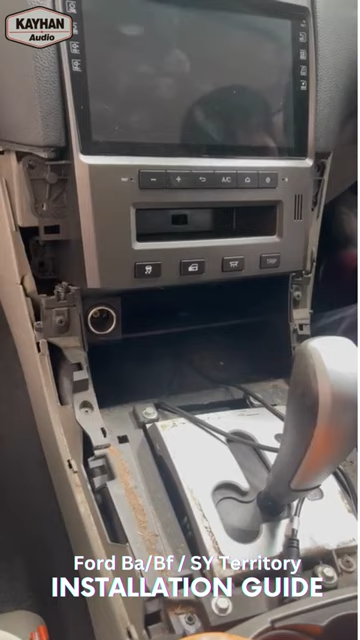 KAYHAN
Audio
A/C
TRIP
Ford Ba/Bf / SY Territory
INSTALLATION GUIDE